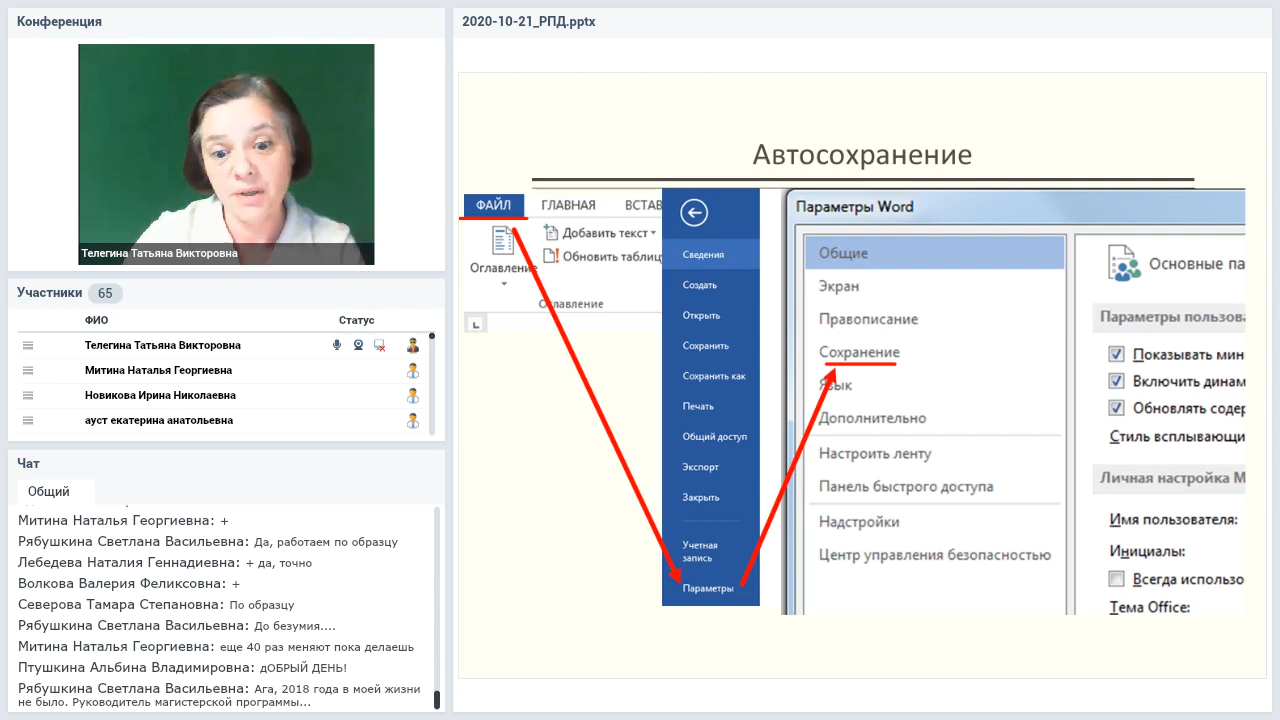 Конференция
Телегина Татьяна Викторовна
Участники 65
ФИО Статус
Телегина Татьяна Викторовна
Митина Наталья Георгиевна
Новикова Ирина Николаевна
ауст екатерина анатольевна
Чат
Общий
Митина Наталья Георгиевна: +
Рябушкина Светлана Васильевна: Да, работаем по образцу
Лебедева Наталия Геннадиевна: + да, точно
Волкова Валерия Феликсовна: +
Северова Тамара Степановна: По образцу
Рябушкина Светлана Васильевна: До безумия....
Митина Наталья Георгиевна: еще 40 раз меняют пока делаешь
Птушкина Альбина Владимировна: дОБРЫЙ ДЕНЬ!
Рябушкина Светлана Васильевна: Ага, 2018 года в моей жизни
не было. Руководитель магистерской программы...
2020-10-21_РПД.pptx
Автосохранение
ФАЙЛ ГЛАВНАЯ ВСТАВ
Добавить текст
Обновить таблиц
Оглавление
Оглавление
Сведения
Создать
Открыть
Сохранить
Сохранить как
Печать
Общий доступ
Экспорт
Закрыть
Учетная
запись
Параметры
Параметры Word
Общие
Экран
Правописание
Сохранение
Язык
Дополнительно
Настроить ленту
Панель быстрого доступа
Надстройки
Центр управления безопасностью
Основные па
Параметры пользова
Показывать мин
Включить динам
Обновлять содер
Стиль всплывающи
Личная настройка M
Имя пользователя:
Инициалы:
Всегда использо
Тема Office: